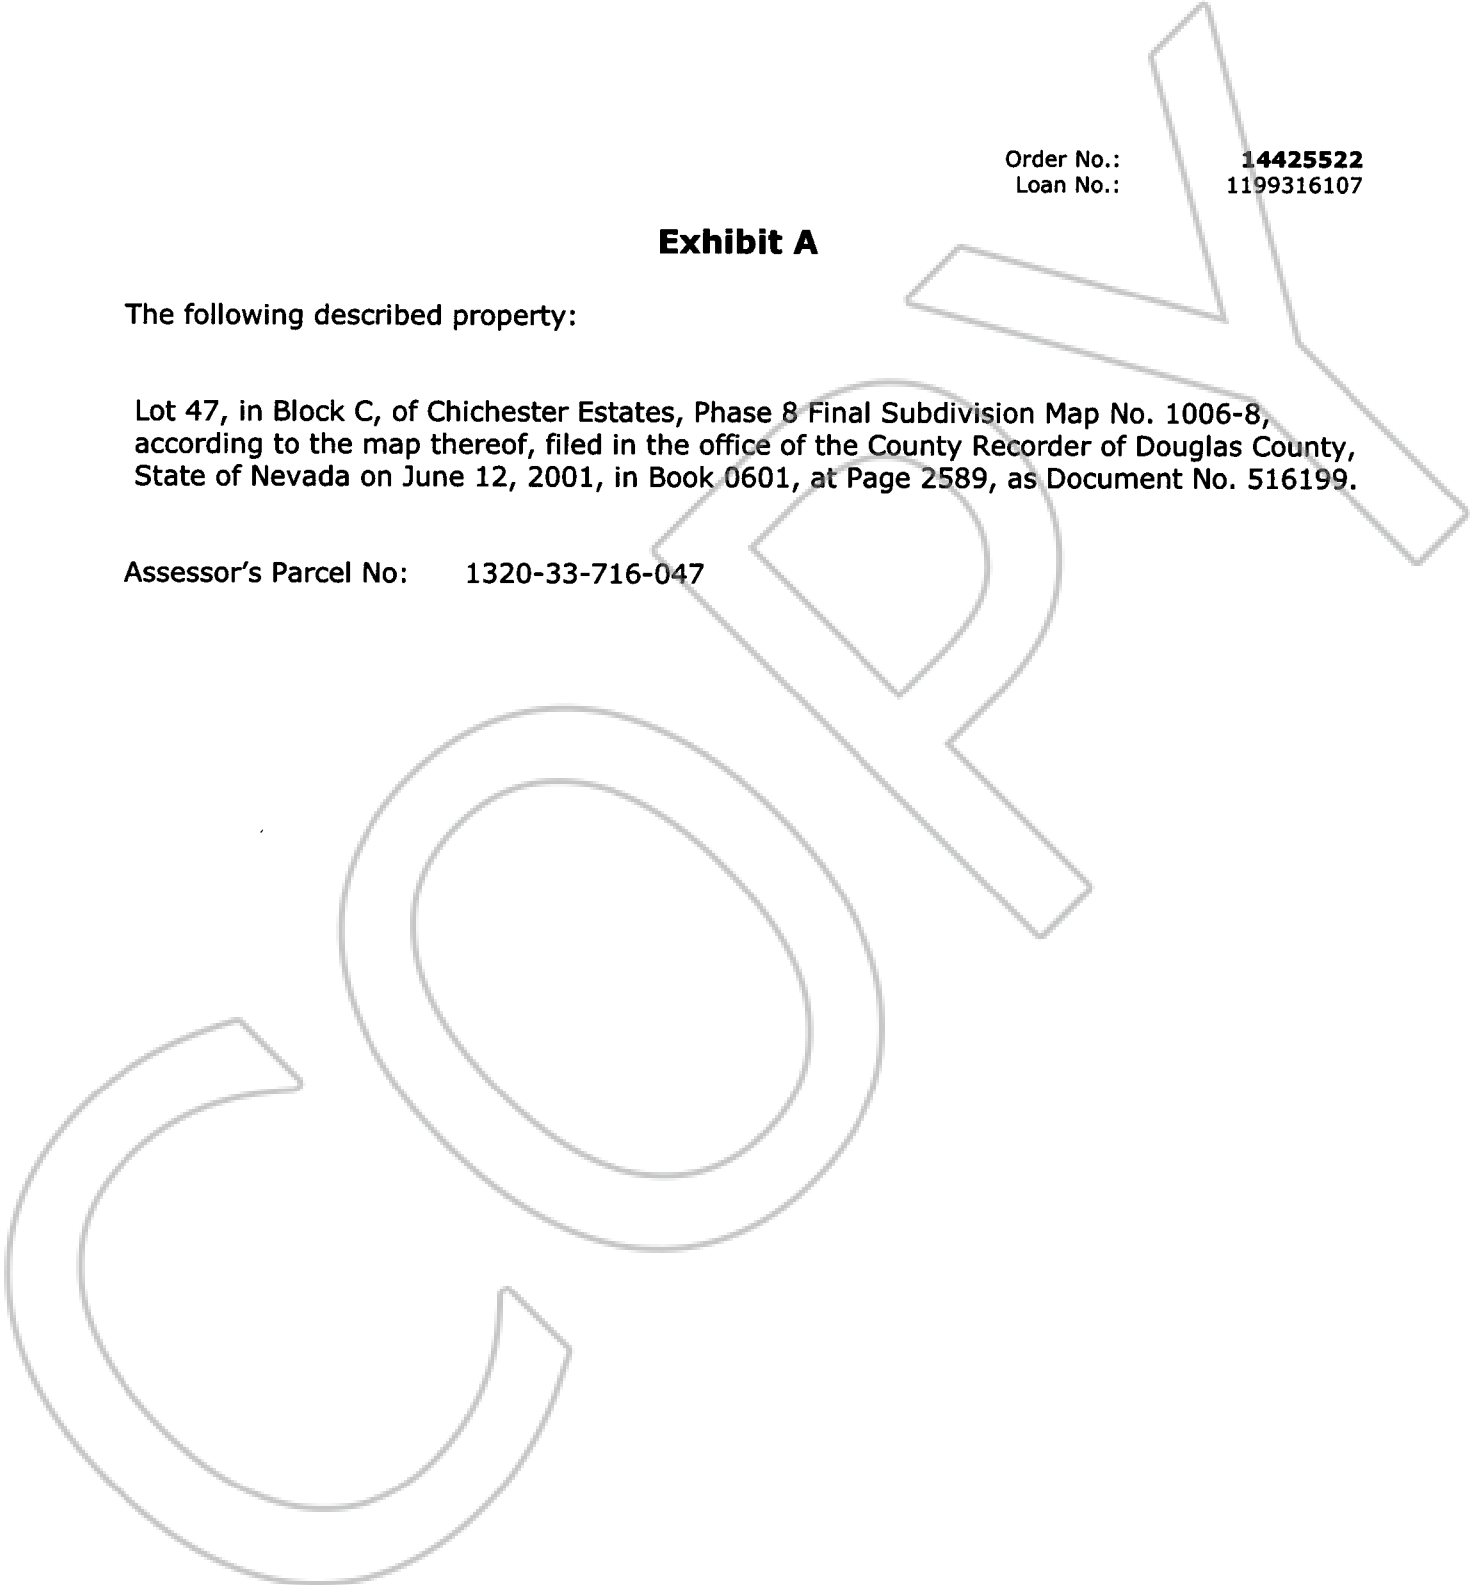 Order No.: 14425522
Loan No.: 1199316107
Exhibit A
The following described property:
Lot 47, in Block C, of Chichester Estates, Phase 8 Final Subdivision Map No. 1006-8,
according to the map thereof, filed in the office of the County Recorder of Douglas County,
State of Nevada on June 12, 2001, in Book 0601, at Page 2589, as Document No. 516199.
Assessor's Parcel No: 1320-33-716-047
COPY